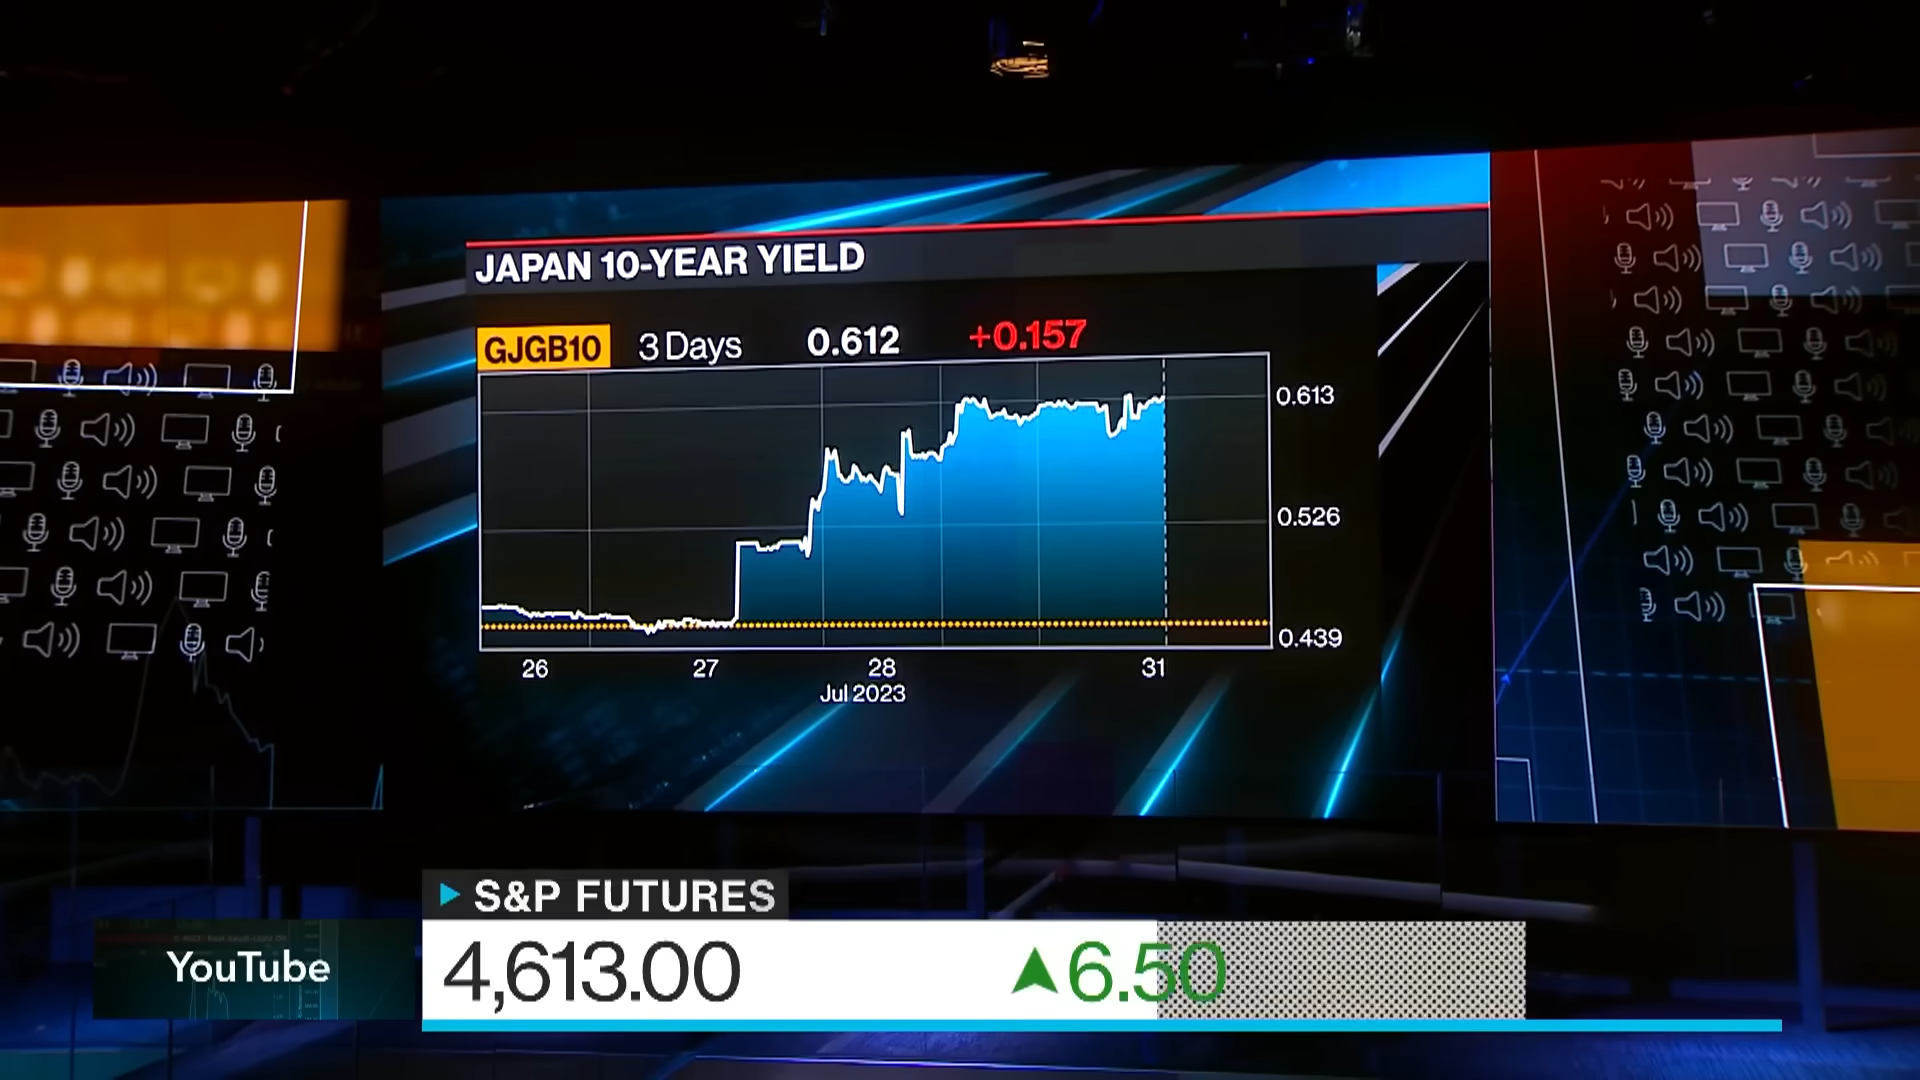 JAPAN 10-YEAR YIELD
GJGB10 3 Days 0.612 +0.157
0.613
0.526
0.439
26 27 28 31
Jul 2023
S&P FUTURES
4,613.00 ▲6.50
YouTube